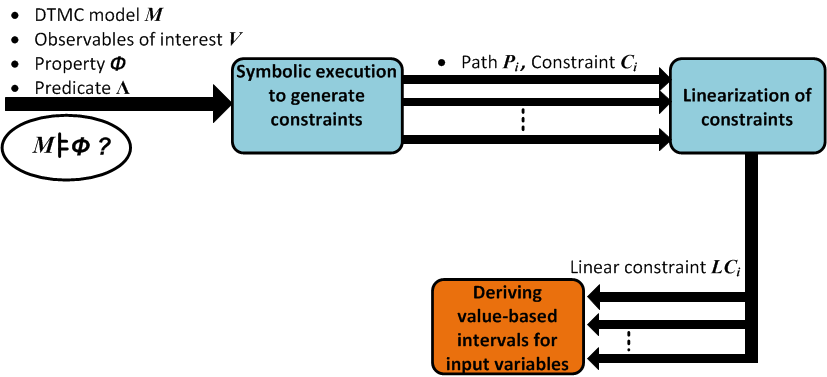 • DTMC model M
• Observables of interest V
• Property Φ
• Predicate Λ
M ⊧ Φ ?
Symbolic execution
to generate
constraints
• Path Pi, Constraint Ci
Linearization of
constraints
Linear constraint LCi
Deriving
value-based
intervals for
input variables